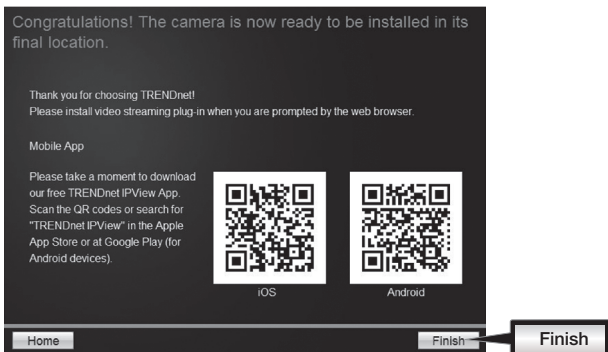 Congratulations! The camera is now ready to be installed in its
final location.
Thank you for choosing TRENDnet!
Please install video streaming plug-in when you are prompted by the web browser.
Mobile App
Please take a moment to download
our free TRENDnet IPView App.
Scan the QR codes or search for
"TRENDnet IPView" in the Apple
App Store or at Google Play (for
Android devices).
iOS
Android
Home
Finish
Finish